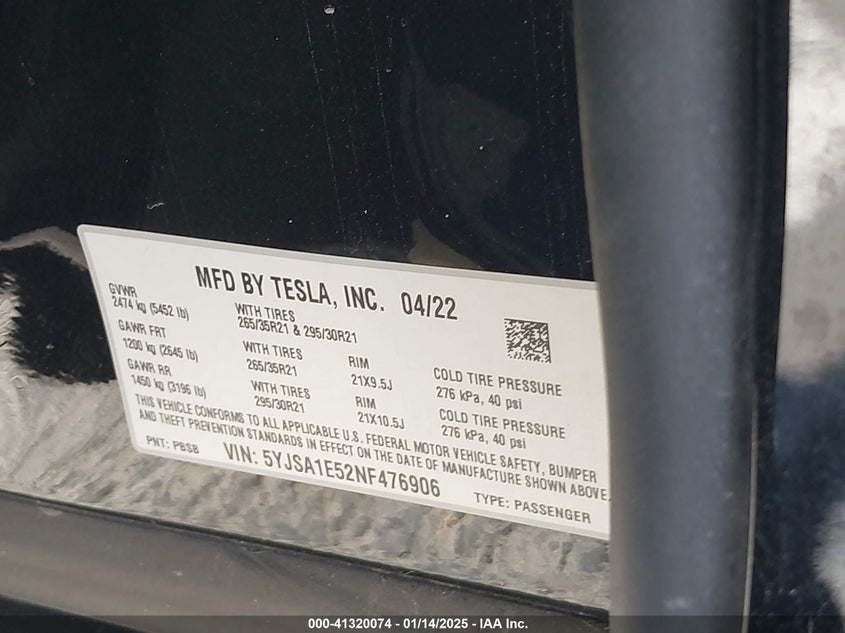 MFD BY TESLA, INC. 04/22
GVWR
2474 kg (5452 lb)
WITH TIRES
265/35R21 & 295/30R21
GAWR FRT
1200 kg (2645 lb)
WITH TIRES
265/35R21
RIM
21X9.5J
COLD TIRE PRESSURE
276 kPa, 40 psi
GAWR RR
1450 kg (3196 lb)
WITH TIRES
295/30R21
RIM
21X10.5J
COLD TIRE PRESSURE
276 kPa, 40 psi
THIS VEHICLE CONFORMS TO ALL APPLICABLE U.S. FEDERAL MOTOR VEHICLE SAFETY, BUMPER
AND THEFT PREVENTION STANDARDS IN EFFECT ON THE DATE OF MANUFACTURE SHOWN ABOVE.
PNT: PBSB VIN: 5YJSA1E52NF476906 TYPE: PASSENGER
000-41320074 - 01/14/2025 - IAA Inc.